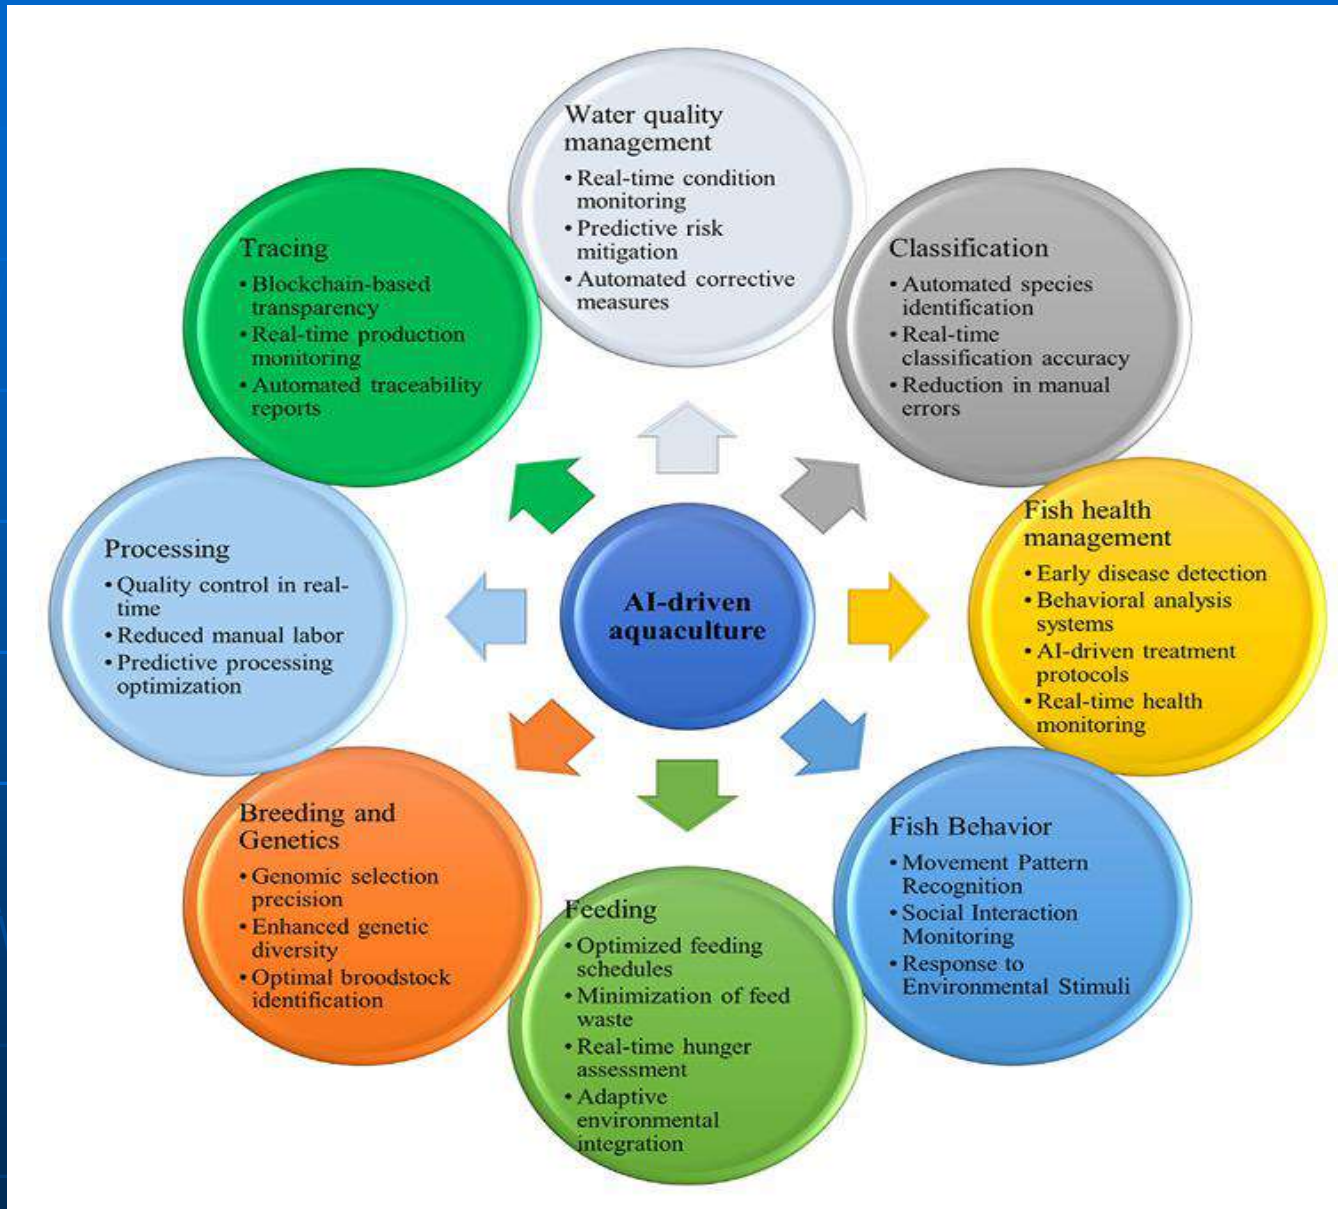 Water quality
management
• Real-time condition
monitoring
• Predictive risk
mitigation
• Automated corrective
measures
Classification
• Automated species
identification
• Real-time
classification accuracy
• Reduction in manual
errors
Fish health
management
• Early disease detection
• Behavioral analysis
systems
• AI-driven treatment
protocols
• Real-time health
monitoring
Fish Behavior
• Movement Pattern
Recognition
• Social Interaction
Monitoring
• Response to
Environmental Stimuli
Feeding
• Optimized feeding
schedules
• Minimization of feed
waste
• Real-time hunger
assessment
• Adaptive
environmental
integration
Breeding and
Genetics
• Genomic selection
precision
• Enhanced genetic
diversity
• Optimal broodstock
identification
Processing
• Quality control in real-
time
• Reduced manual labor
• Predictive processing
optimization
Tracing
• Blockchain-based
transparency
• Real-time production
monitoring
• Automated traceability
reports
AI-driven
aquaculture